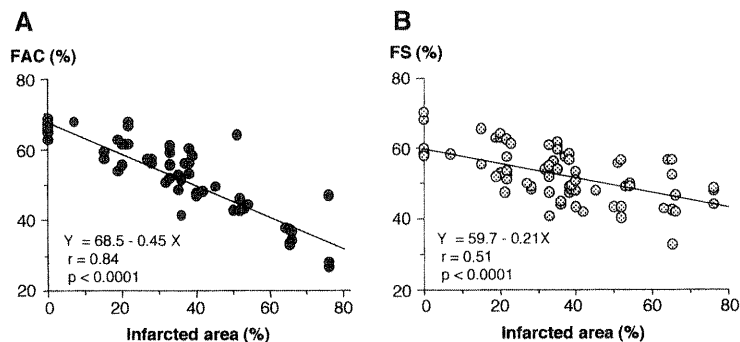 A
FAC (%)
80
60
40
20
0
20
40
60
80
Y = 68.5 - 0.45 X
r = 0.84
p < 0.0001
Infarcted area (%)
B
FS (%)
80
60
40
20
0
20
40
60
80
Y = 59.7 - 0.21X
r = 0.51
p < 0.0001
Infarcted area (%)